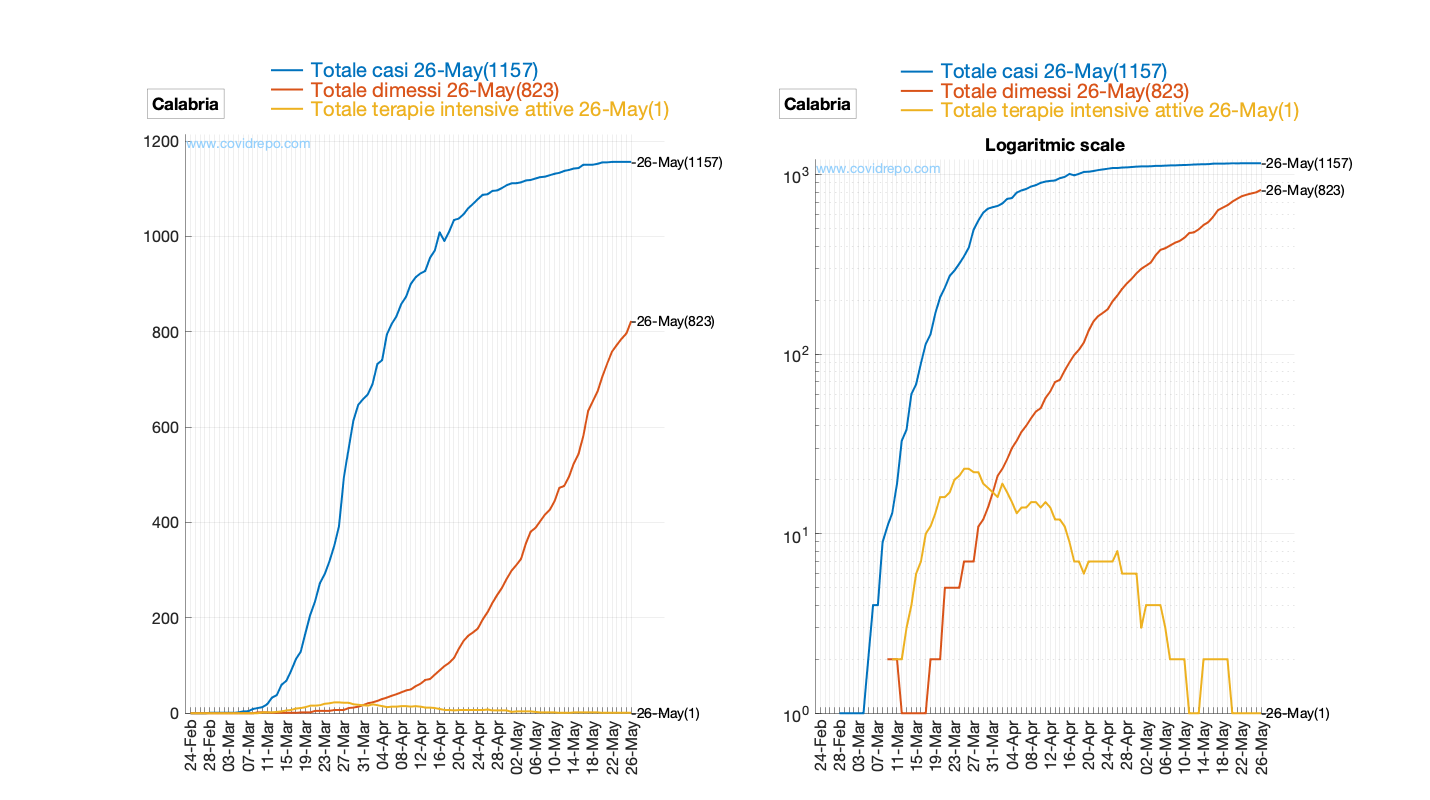 Totale casi 26-May(1157)
Totale dimessi 26-May(823)
Totale terapie intensive attive 26-May(1)
Calabria
www.covidrepo.com
1200
1000
800
600
400
200
0
26-May(1157)
26-May(823)
26-May(1)
24-Feb
28-Feb
03-Mar
07-Mar
11-Mar
15-Mar
19-Mar
23-Mar
27-Mar
31-Mar
04-Apr
08-Apr
12-Apr
16-Apr
20-Apr
24-Apr
28-Apr
02-May
06-May
10-May
14-May
18-May
22-May
26-May
Totale casi 26-May(1157)
Totale dimessi 26-May(823)
Totale terapie intensive attive 26-May(1)
Calabria
Logaritmic scale
www.covidrepo.com
10^3
10^2
10^1
10^0
26-May(1157)
26-May(823)
26-May(1)
24-Feb
28-Feb
03-Mar
07-Mar
11-Mar
15-Mar
19-Mar
23-Mar
27-Mar
31-Mar
04-Apr
08-Apr
12-Apr
16-Apr
20-Apr
24-Apr
28-Apr
02-May
06-May
10-May
14-May
18-May
22-May
26-May